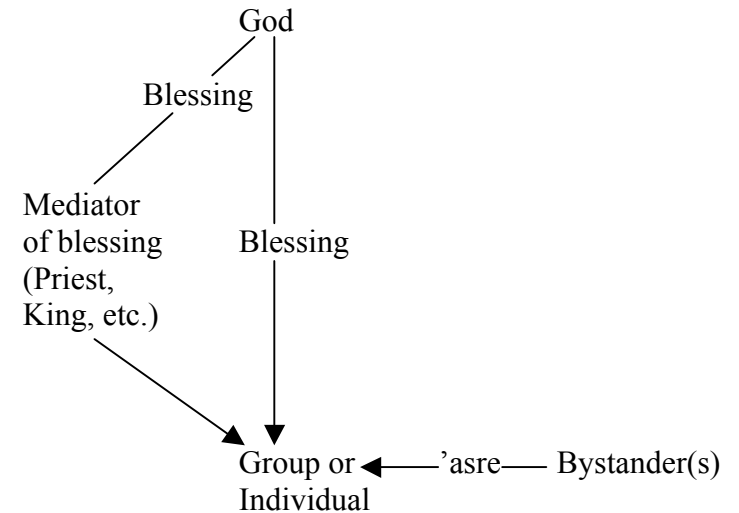 God
Blessing
Mediator
of blessing
(Priest,
King, etc.)
Blessing
Group or
Individual
’asre
Bystander(s)